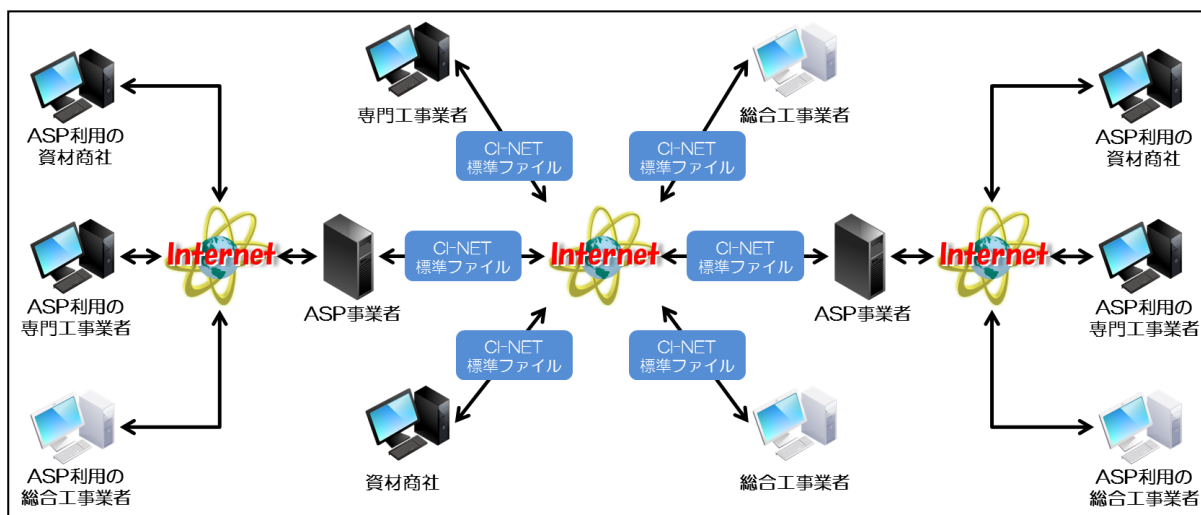 ASP利用の
資材商社
専門工事業者
総合工事業者
ASP利用の
資材商社
CI-NET
標準ファイル
CI-NET
標準ファイル
ASP利用の
専門工事業者
Internet
ASP事業者
CI-NET
標準ファイル
Internet
CI-NET
標準ファイル
ASP事業者
Internet
ASP利用の
専門工事業者
CI-NET
標準ファイル
CI-NET
標準ファイル
ASP利用の
総合工事業者
資材商社
総合工事業者
ASP利用の
総合工事業者